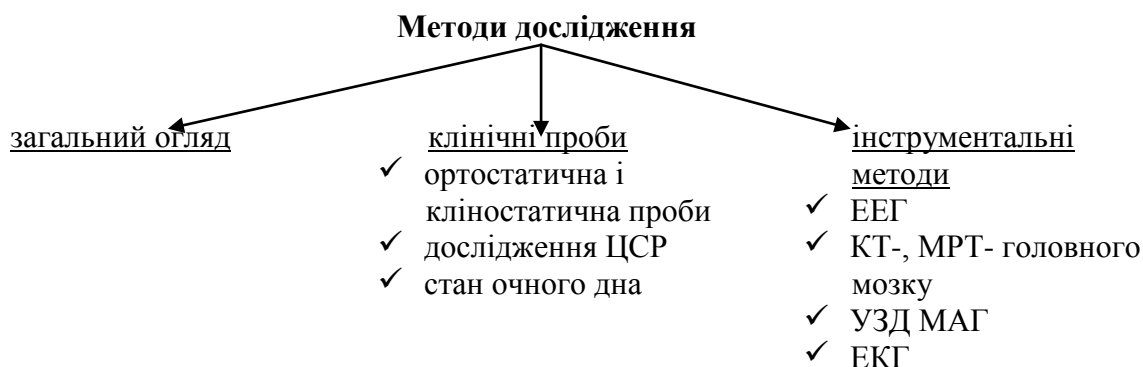 Методи дослідження
загальний огляд
клінічні проби
✓ ортостатична і
кліностатична проби
✓ дослідження ЦСР
✓ стан очного дна
інструментальні
методи
✓ ЕЕГ
✓ КТ-, МРТ- головного
мозку
✓ УЗД МАГ
✓ ЕКГ